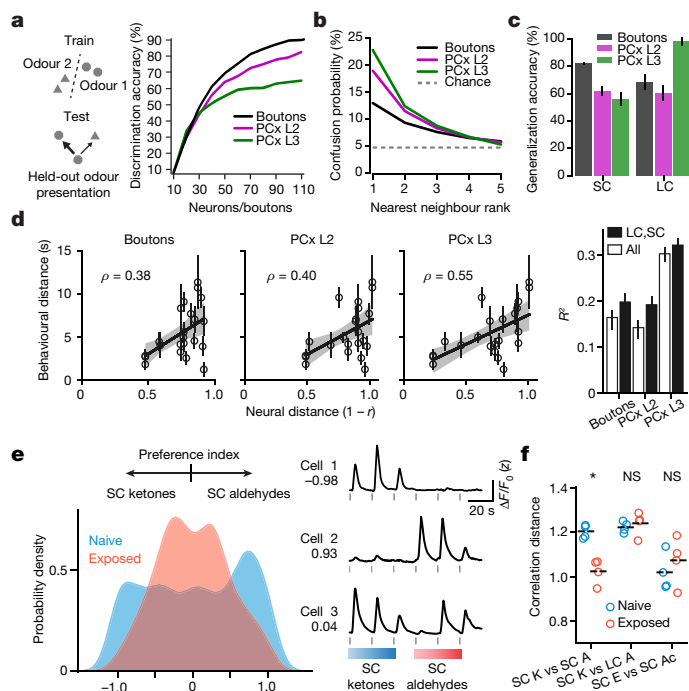 a
Train
Odour 2
Odour 1
Test
Held-out odour
presentation
Discrimination accuracy (%)
90
80
70
60
50
40
30
20
10
0
Boutons
PCx L2
PCx L3
10 30 50 70 90 110
Neurons/boutons
b
Confusion probability (%)
25
20
15
10
5
0
Boutons
PCx L2
PCx L3
Chance
1 2 3 4 5
Nearest neighbour rank
c
Generalization accuracy (%)
100
80
60
40
20
0
Boutons
PCx L2
PCx L3
SC LC
d
Behavioural distance (s)
15
10
5
0
Boutons
ρ = 0.38
PCx L2
ρ = 0.40
PCx L3
ρ = 0.55
0.5 1.0 0.5 1.0 0.5 1.0
Neural distance (1 − r)
LC,SC
All
R²
0.3
0.2
0.1
0
Boutons
PCx L2
PCx L3
e
Preference index
SC ketones SC aldehydes
Naive
Exposed
Probability density
0.5
0
−1.0 0 1.0
Cell 1
−0.98
Cell 2
0.93
Cell 3
0.04
ΔF/F₀ (z)
20 s
SC
ketones
SC
aldehydes
f
* NS NS
Correlation distance
1.4
1.2
1.0
0.8
Naive
Exposed
SC K vs SC A
SC K vs LC A
SC E vs SC Ac